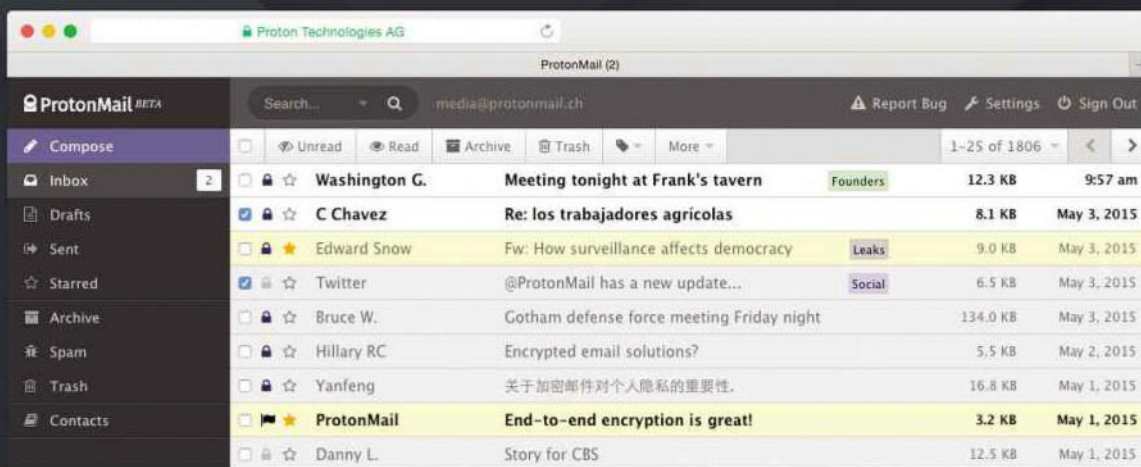 Proton Technologies AG
ProtonMail (2)
ProtonMail BETA Search... media@protonmail.ch Report Bug Settings Sign Out
Compose Unread Read Archive Trash More 1-25 of 1806
Inbox 2 Washington G. Meeting tonight at Frank's tavern Founders 12.3 KB 9:57 am
Drafts C Chavez Re: los trabajadores agrícolas 8.1 KB May 3, 2015
Sent Edward Snow Fw: How surveillance affects democracy Leaks 9.0 KB May 3, 2015
Starred Twitter @ProtonMail has a new update... Social 6.5 KB May 3, 2015
Archive Bruce W. Gotham defense force meeting Friday night 134.0 KB May 3, 2015
Spam Hillary RC Encrypted email solutions? 5.5 KB May 2, 2015
Trash Yanfeng 关于加密邮件对个人隐私的重要性. 16.8 KB May 1, 2015
Contacts ProtonMail End-to-end encryption is great! 3.2 KB May 1, 2015
Danny L. Story for CBS 12.5 KB May 1, 2015